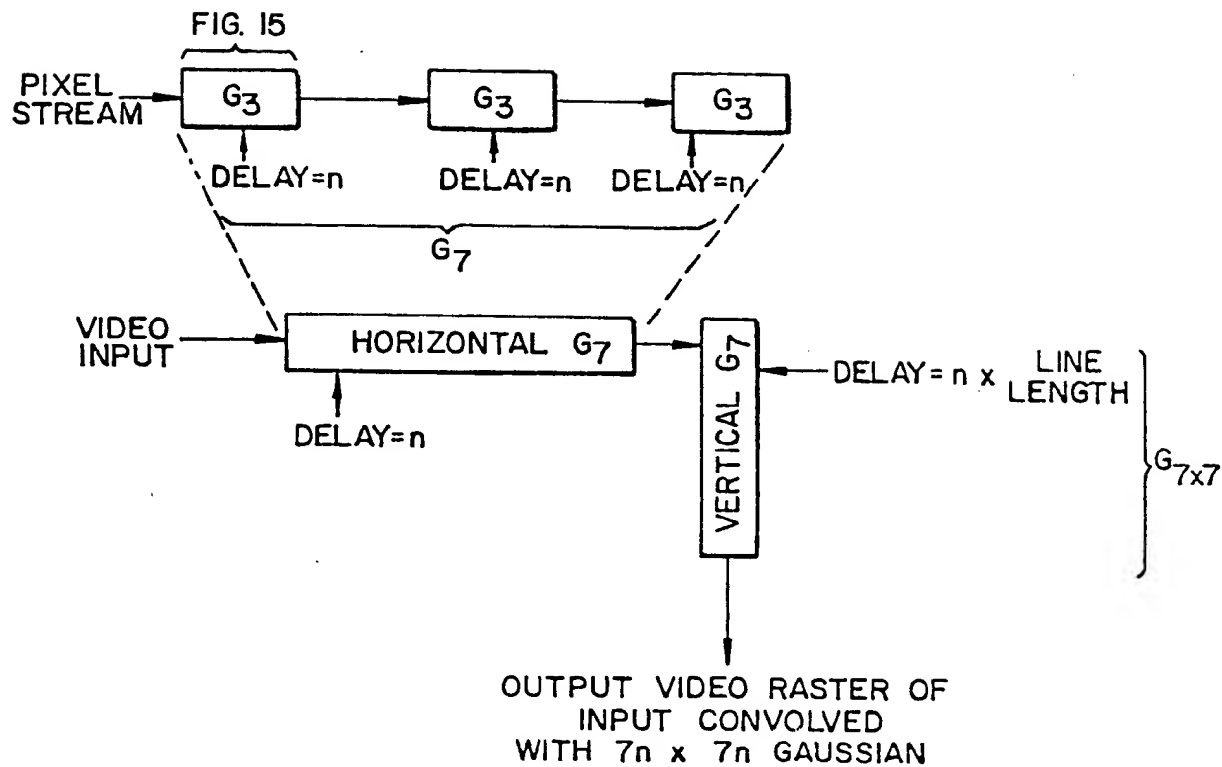 FIG. 15
PIXEL
STREAM
G3
G3
G3
DELAY=n
DELAY=n
DELAY=n
G7
VIDEO
INPUT
HORIZONTAL G7
VERTICAL G7
DELAY=n
DELAY=n x LINE
LENGTH
G7x7
OUTPUT VIDEO RASTER OF
INPUT CONVOLVED
WITH 7n x 7n GAUSSIAN